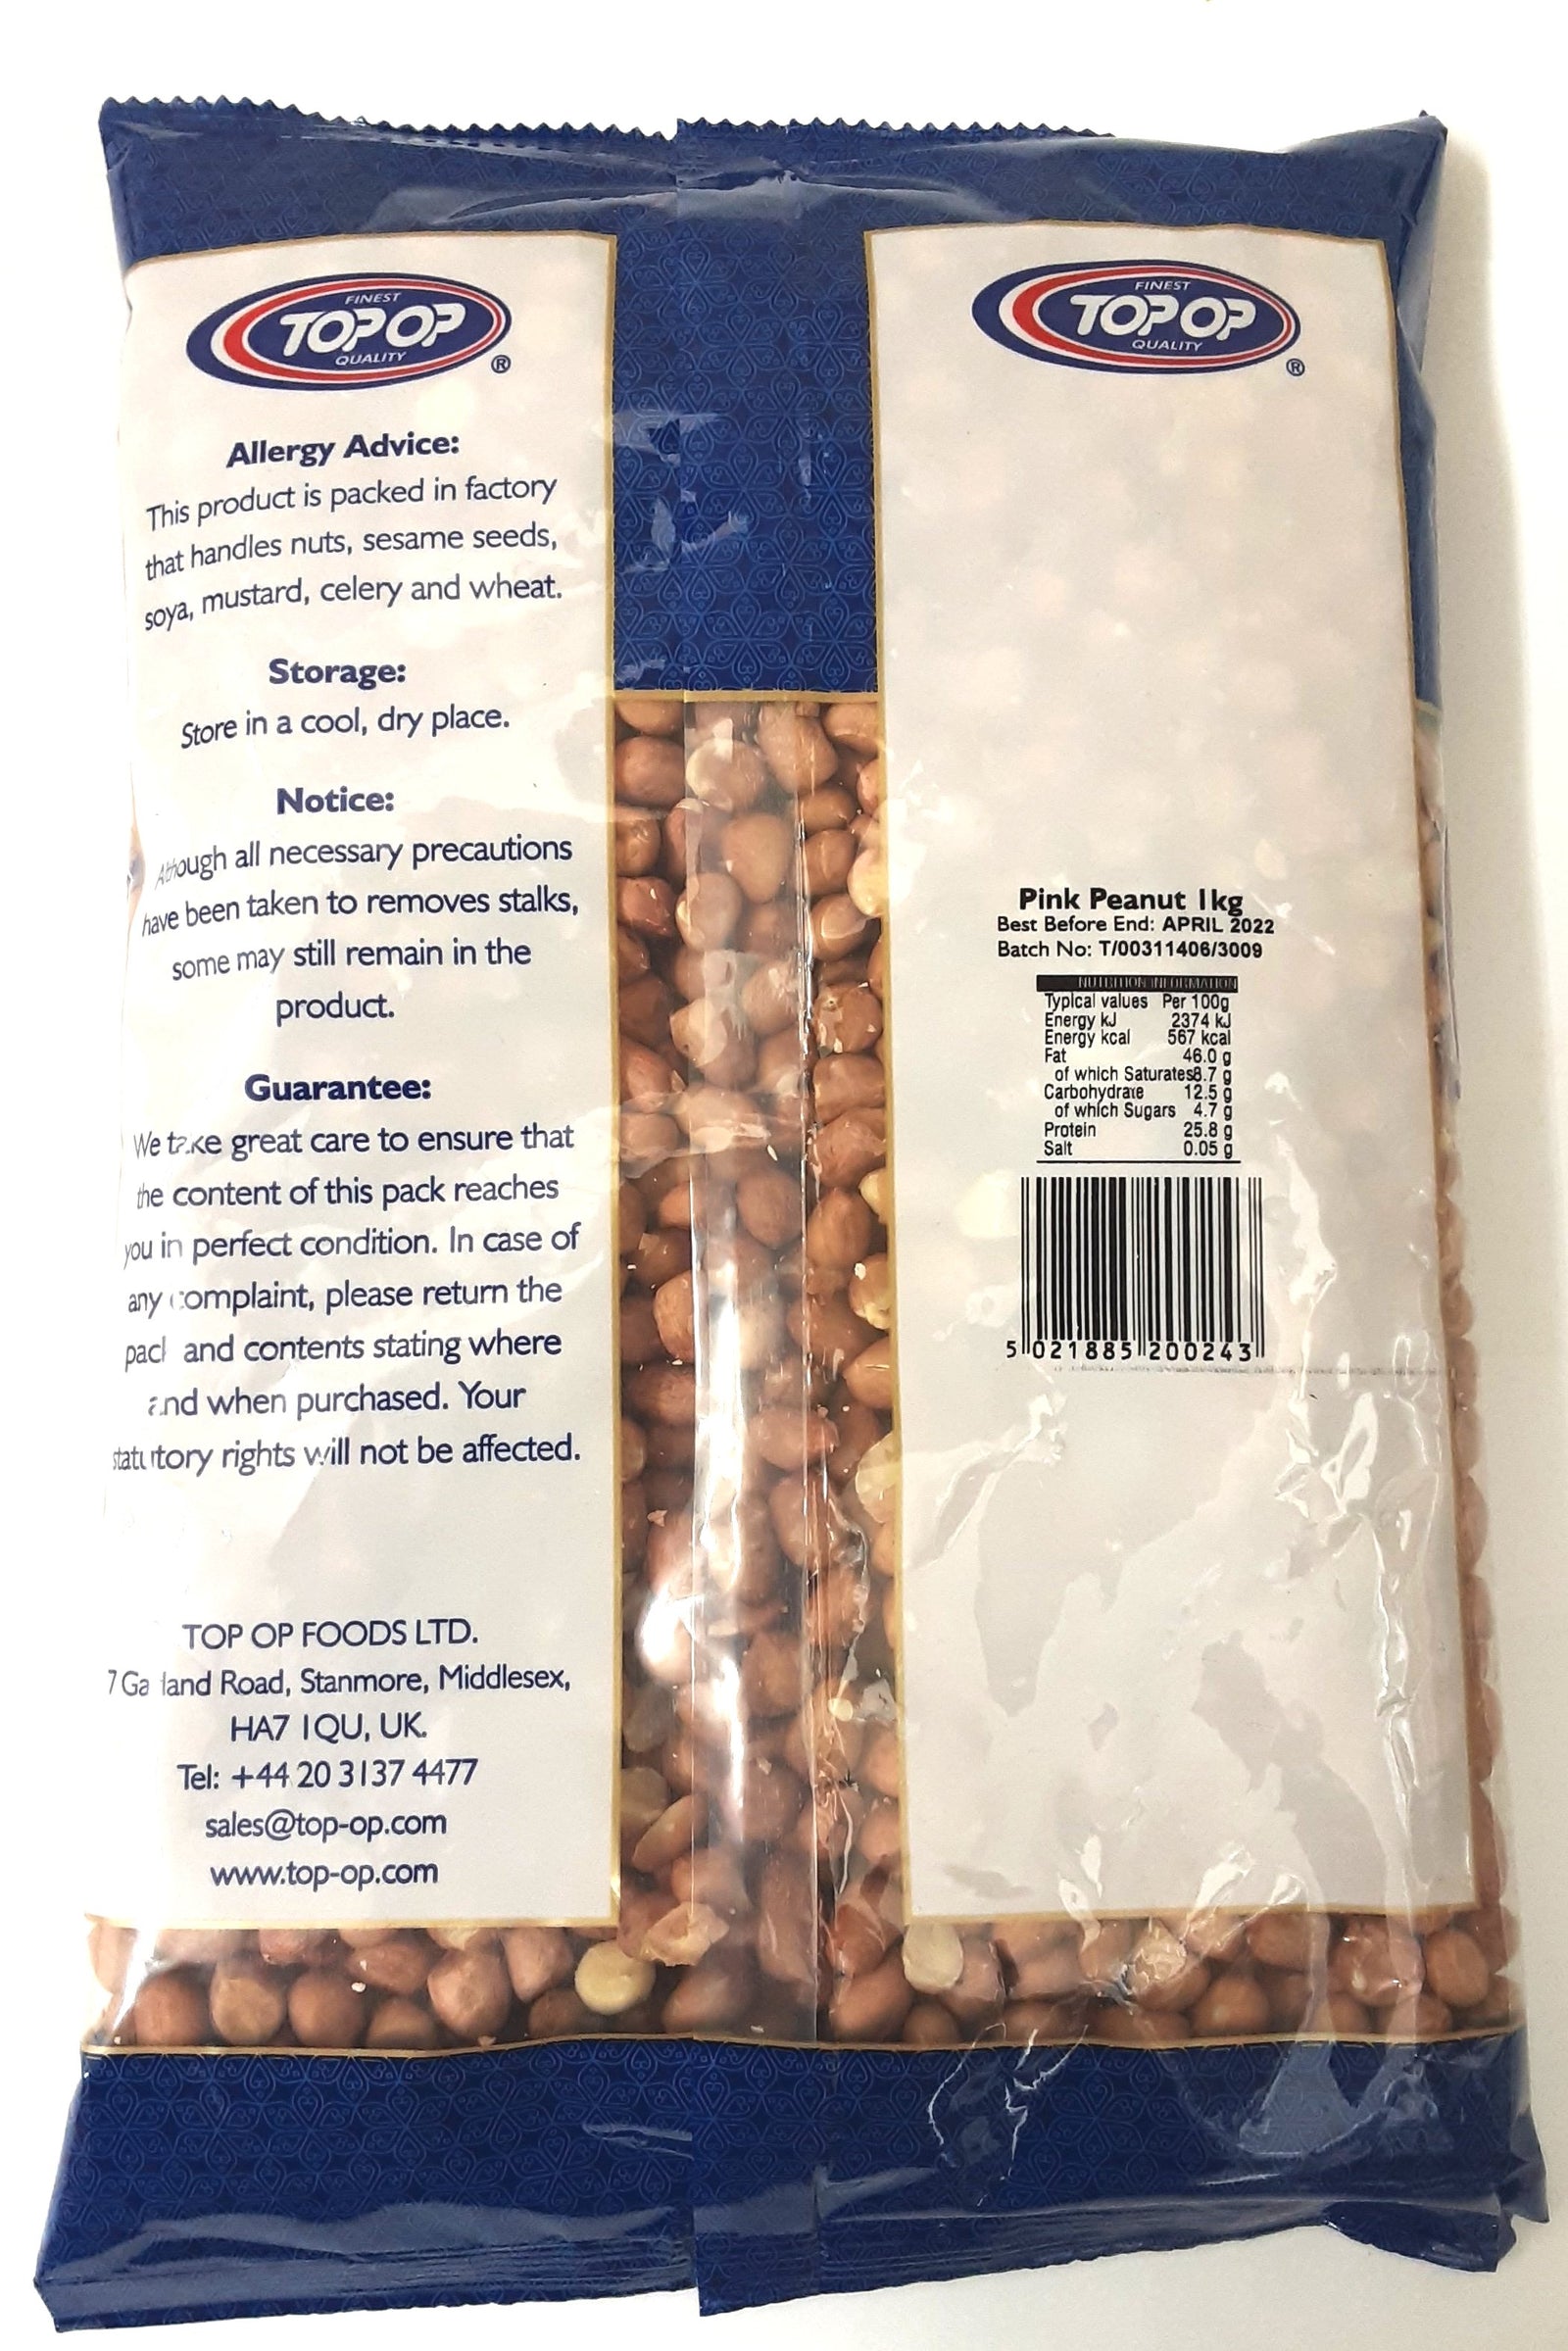 FINEST
TOP OP
QUALITY
®
Allergy Advice:
This product is packed in factory
that handles nuts, sesame seeds,
soya, mustard, celery and wheat.
Storage:
Store in a cool, dry place.
Notice:
Although all necessary precautions
have been taken to removes stalks,
some may still remain in the
product.
Guarantee:
We take great care to ensure that
the content of this pack reaches
you in perfect condition. In case of
any complaint, please return the
pack and contents stating where
and when purchased. Your
statutory rights will not be affected.
TOP OP FOODS LTD.
7 Garland Road, Stanmore, Middlesex,
HA7 1QU, UK.
Tel: +44 20 3137 4477
sales@top-op.com
www.top-op.com
FINEST
TOP OP
QUALITY
®
Pink Peanut 1kg
Best Before End: APRIL 2022
Batch No: T/00311406/3009
NUTRITION INFORMATION
Typical values Per 100g
Energy kJ 2374 kJ
Energy kcal 567 kcal
Fat 46.0 g
of which Saturates 8.7 g
Carbohydrate 12.5 g
of which Sugars 4.7 g
Protein 25.8 g
Salt 0.05 g
5 021885 200243